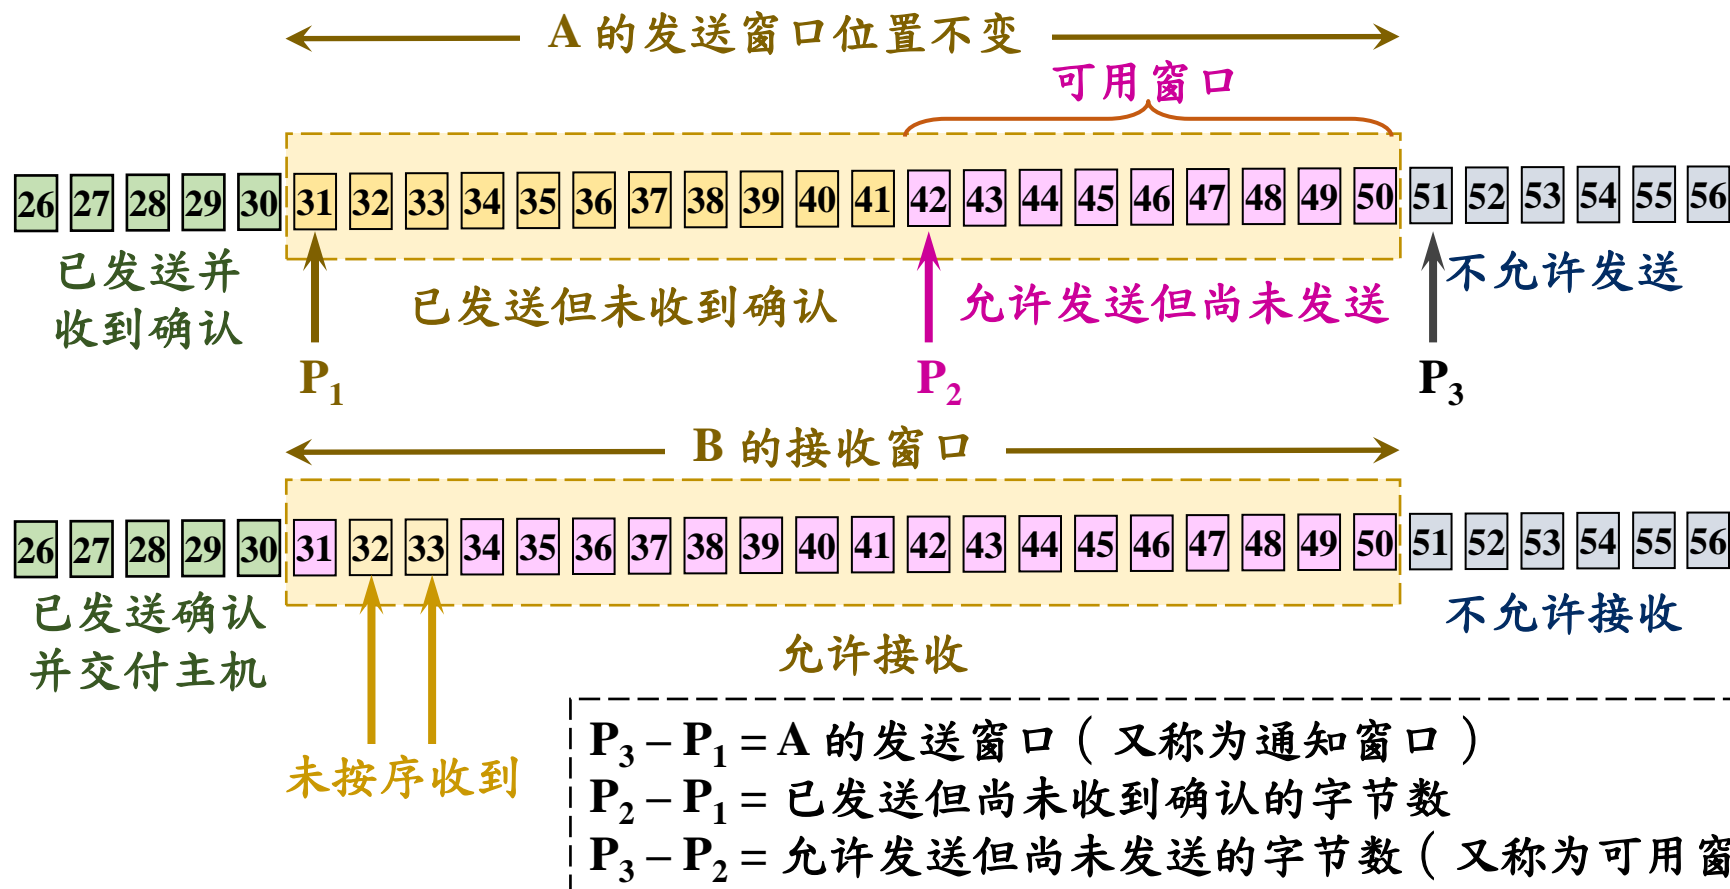 A 的发送窗口位置不变
可用窗口
26 27 28 29 30 31 32 33 34 35 36 37 38 39 40 41 42 43 44 45 46 47 48 49 50 51 52 53 54 55 56
已发送并
收到确认
已发送但未收到确认
允许发送但尚未发送
不允许发送
P1
P2
P3
B 的接收窗口
26 27 28 29 30 31 32 33 34 35 36 37 38 39 40 41 42 43 44 45 46 47 48 49 50 51 52 53 54 55 56
已发送确认
并交付主机
允许接收
不允许接收
未按序收到
P3 – P1 = A 的发送窗口（又称为通知窗口）
P2 – P1 = 已发送但尚未收到确认的字节数
P3 – P2 = 允许发送但尚未发送的字节数（又称为可用窗